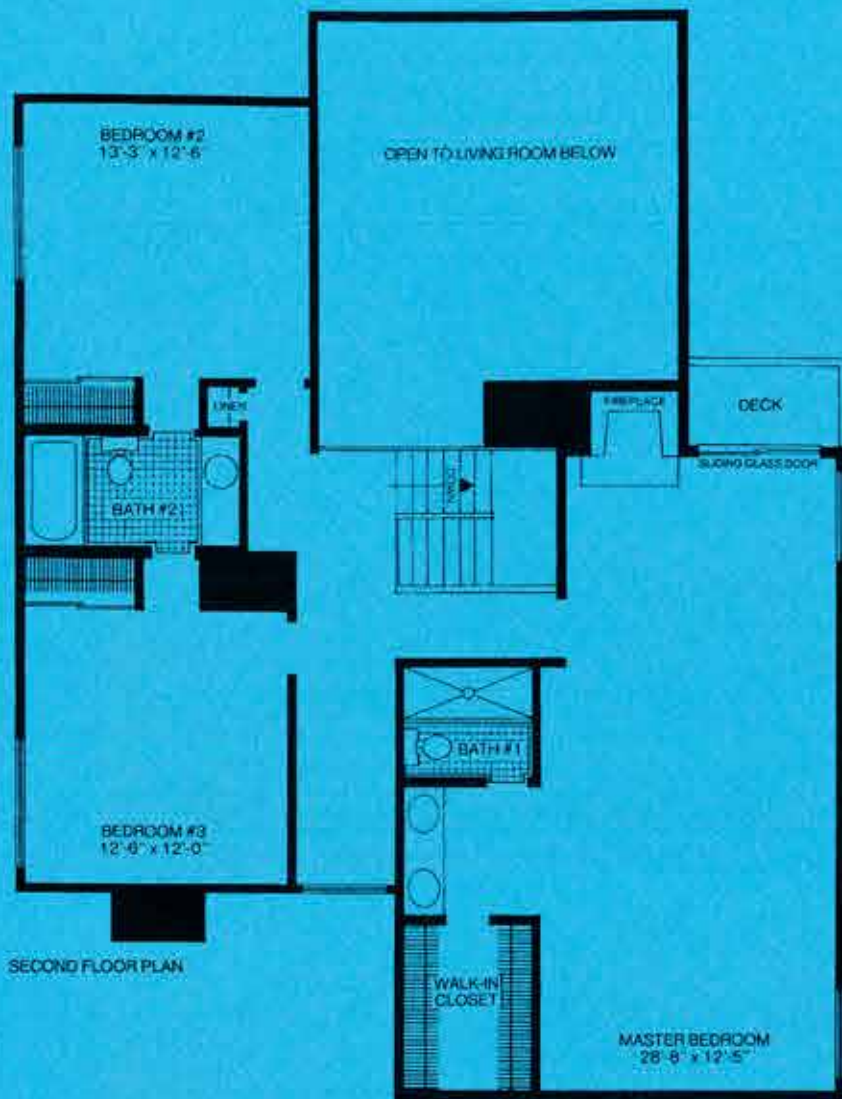 BEDROOM #2
13'-3" x 12'-6"
OPEN TO LIVING ROOM BELOW
LINEN
FIREPLACE
DECK
SLIDING GLASS DOOR
DOWN
BATH #2
BATH #1
BEDROOM #3
12'-6" x 12'-0"
SECOND FLOOR PLAN
WALK-IN
CLOSET
MASTER BEDROOM
28'-8" x 12'-5"